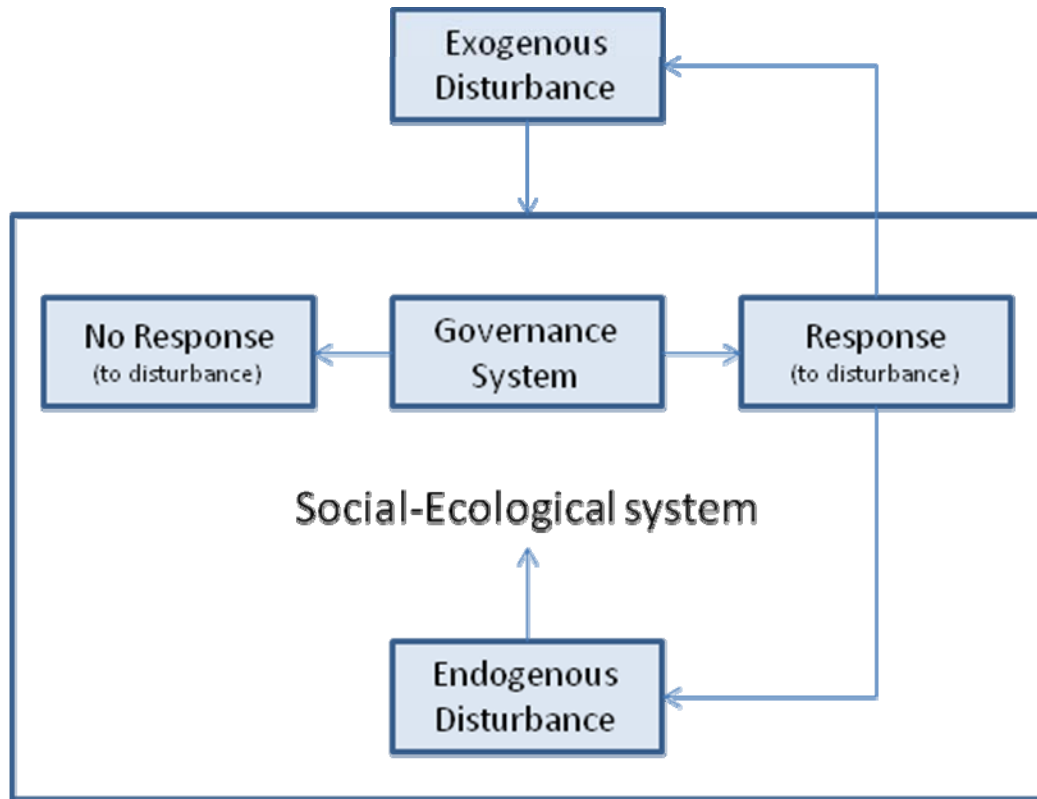 Exogenous
Disturbance
No Response
(to disturbance)
Governance
System
Response
(to disturbance)
Social-Ecological system
Endogenous
Disturbance